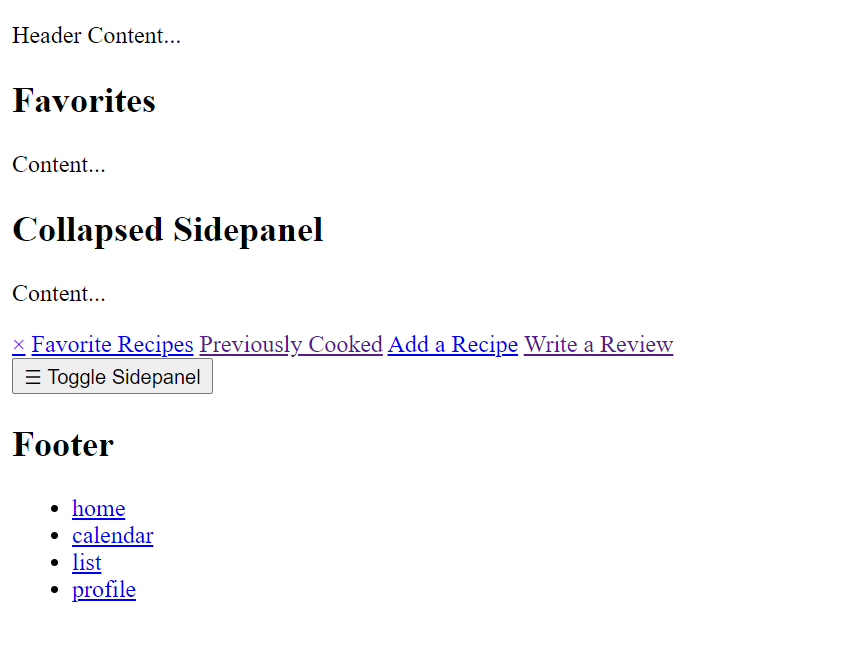 Header Content...
Favorites
Content...
Collapsed Sidepanel
Content...
× Favorite Recipes Previously Cooked Add a Recipe Write a Review
☰ Toggle Sidepanel
Footer
home
calendar
list
profile